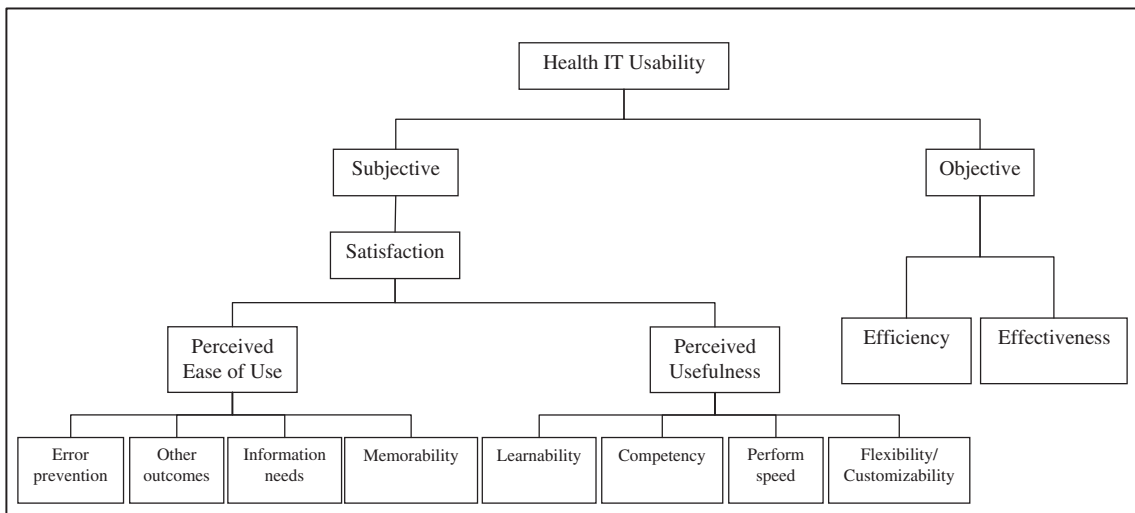 Health IT Usability
Subjective
Objective
Satisfaction
Perceived
Ease of Use
Perceived
Usefulness
Efficiency
Effectiveness
Error
prevention
Other
outcomes
Information
needs
Memorability
Learnability
Competency
Perform
speed
Flexibility/
Customizability